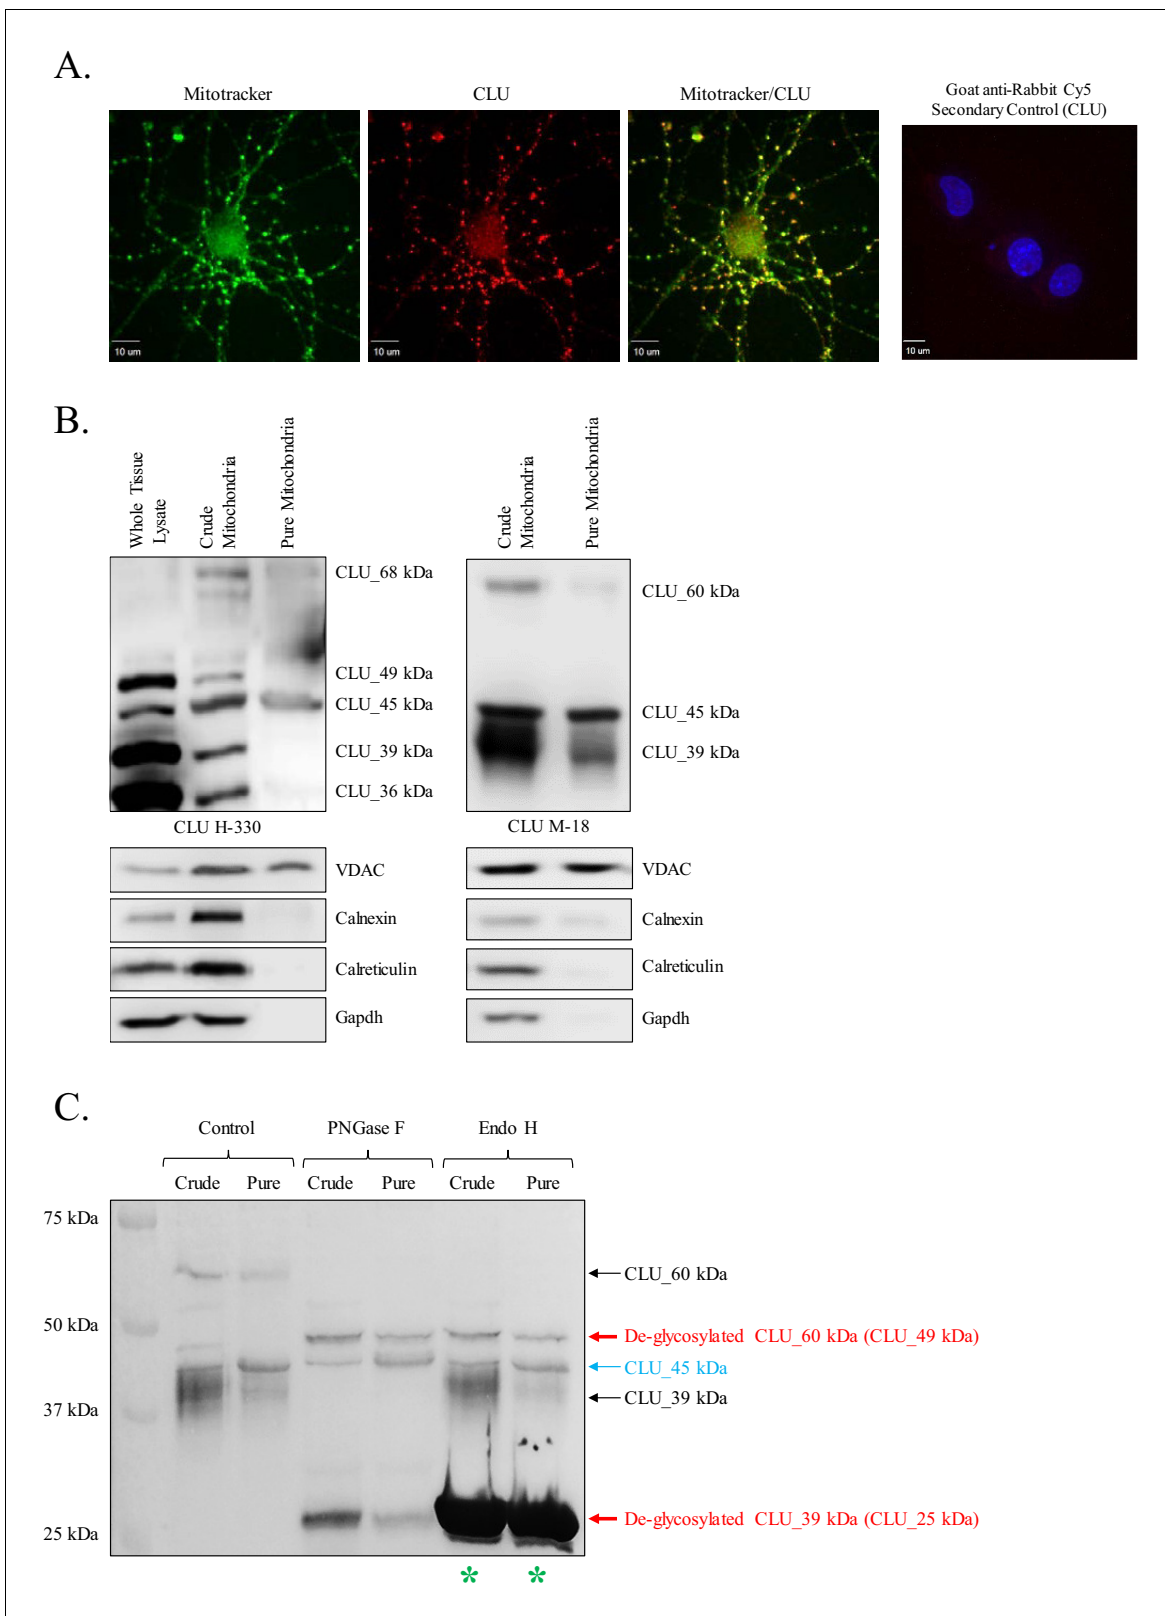 A.
Mitotracker
CLU
Mitotracker/CLU
Goat anti-Rabbit Cy5
Secondary Control (CLU)
10 um
10 um
10 um
10 um
B.
Whole Tissue
Lysate
Crude
Mitochondria
Pure Mitochondria
CLU_68 kDa
CLU_49 kDa
CLU_45 kDa
CLU_39 kDa
CLU_36 kDa
CLU H-330
VDAC
Calnexin
Calreticulin
Gapdh
Crude
Mitochondria
Pure Mitochondria
CLU_60 kDa
CLU_45 kDa
CLU_39 kDa
CLU M-18
VDAC
Calnexin
Calreticulin
Gapdh
C.
Control
PNGase F
Endo H
Crude
Pure
Crude
Pure
Crude
Pure
75 kDa
50 kDa
37 kDa
25 kDa
CLU_60 kDa
De-glycosylated CLU_60 kDa (CLU_49 kDa)
CLU_45 kDa
CLU_39 kDa
De-glycosylated CLU_39 kDa (CLU_25 kDa)
* *